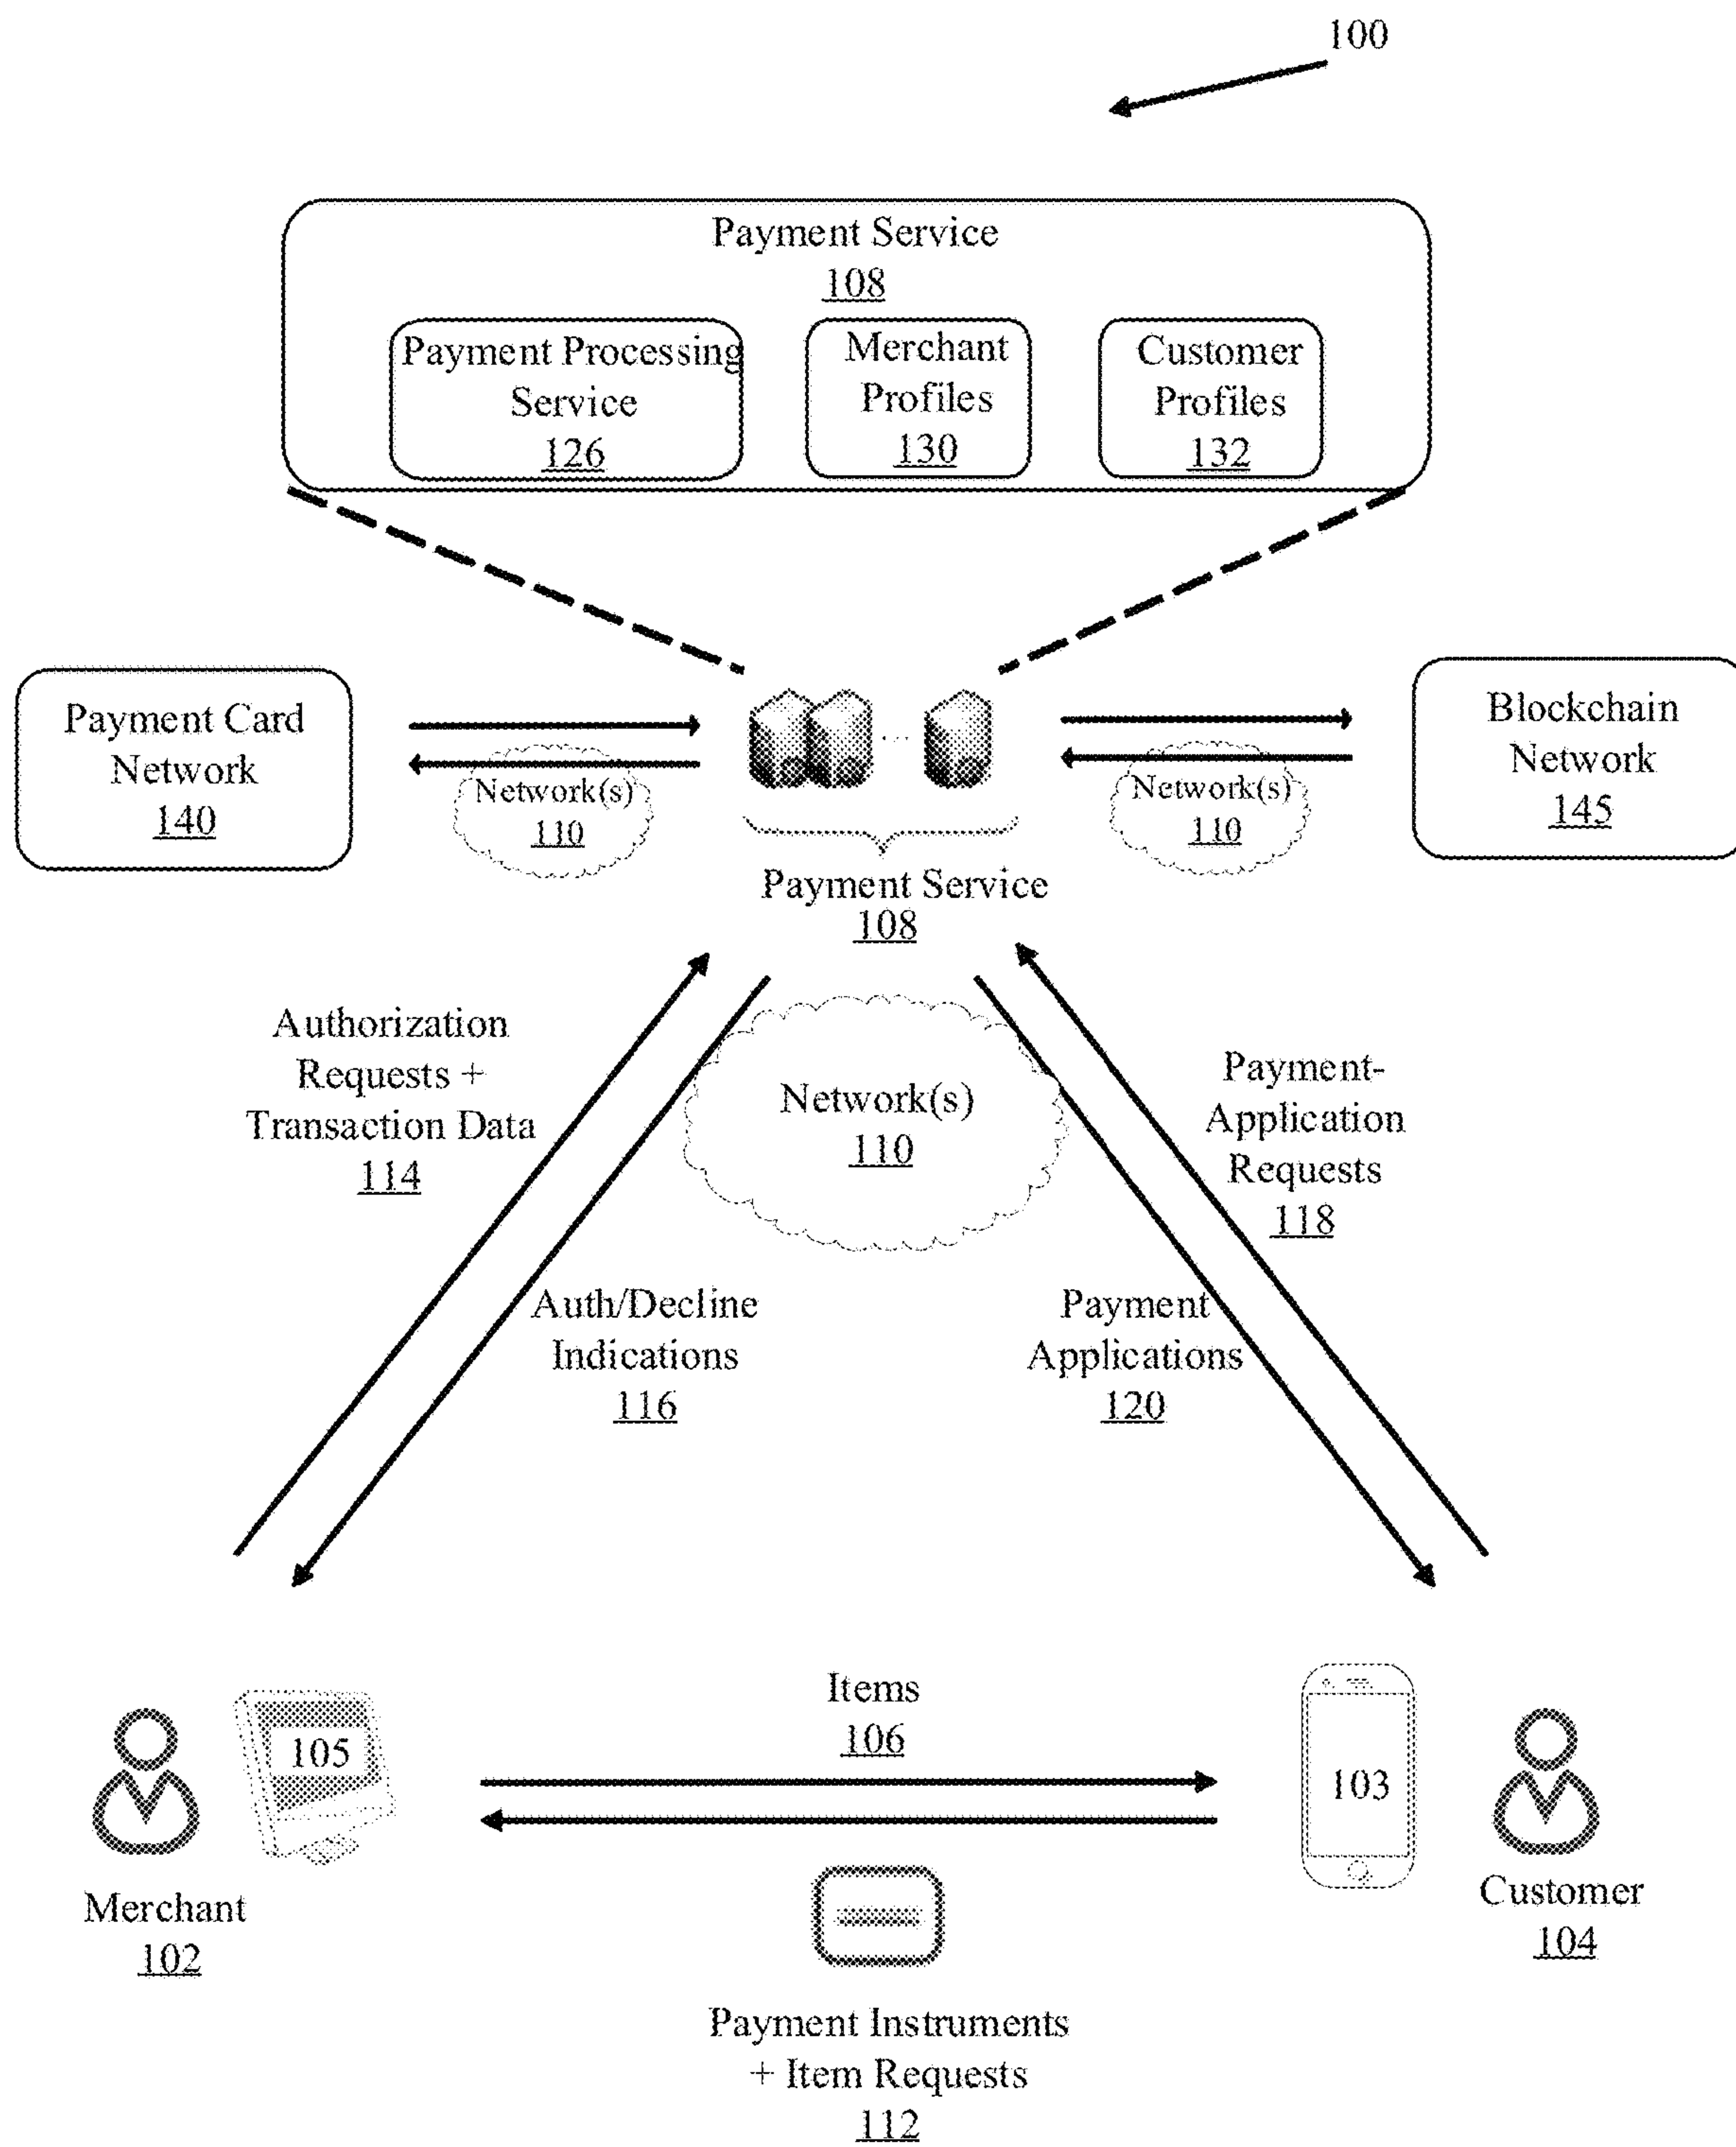 100
Payment Service
108
Payment Processing
Service
126
Merchant
Profiles
130
Customer
Profiles
132
Payment Card
Network
140
Network(s)
110
Payment Service
108
Network(s)
110
Blockchain
Network
145
Authorization
Requests +
Transaction Data
114
Network(s)
110
Payment-
Application
Requests
118
Auth/Decline
Indications
116
Payment
Applications
120
105
Merchant
102
Items
106
103
Customer
104
Payment Instruments
+ Item Requests
112